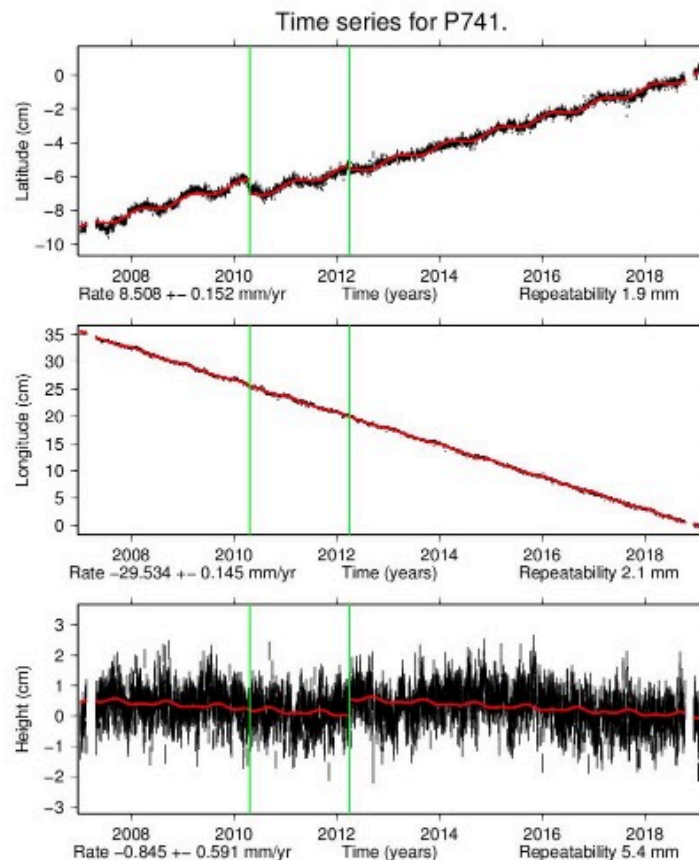 Time series for P741.
Latitude (cm)
0
−2
−4
−6
−8
−10
2008 2010 2012 2014 2016 2018
Rate 8.508 +− 0.152 mm/yr Time (years) Repeatability 1.9 mm
Longitude (cm)
35
30
25
20
15
10
5
0
2008 2010 2012 2014 2016 2018
Rate −29.534 +− 0.145 mm/yr Time (years) Repeatability 2.1 mm
Height (cm)
3
2
1
0
−1
−2
−3
2008 2010 2012 2014 2016 2018
Rate −0.845 +− 0.591 mm/yr Time (years) Repeatability 5.4 mm